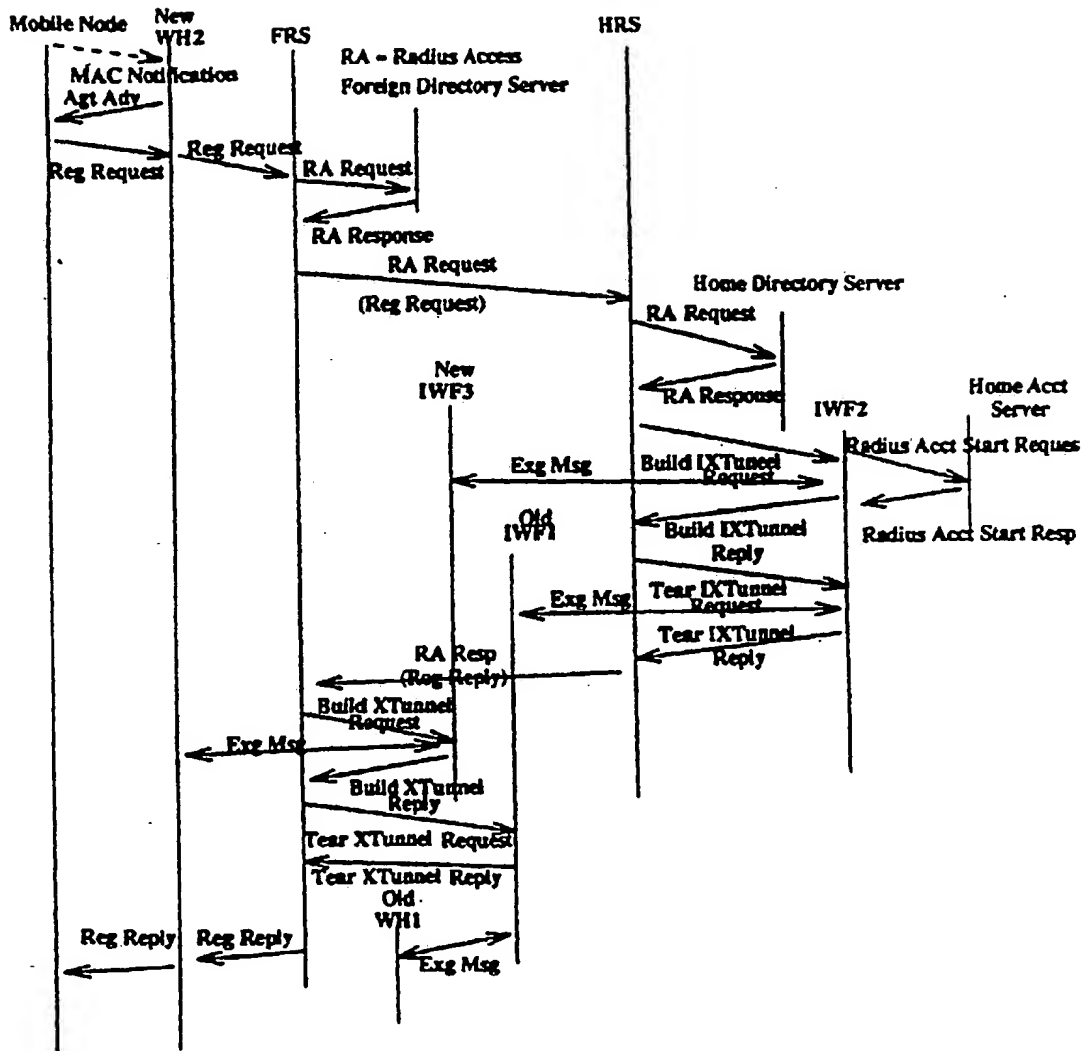 Mobile Node
New
WH2
FRS
HRS
RA - Radius Access
Foreign Directory Server
MAC Notification
Agt Adv
Reg Request
Reg Request
RA Request
RA Response
RA Request
(Reg Request)
Home Directory Server
RA Request
RA Response
New
IWF3
IWF2
Home Acct
Server
Radius Acct Start Reques
Exg Msg
Build IXTunnel
Request
Old
IWF1
Build IXTunnel
Reply
Radius Acct Start Resp
Exg Msg
Tear IXTunnel
Request
Tear IXTunnel
Reply
RA Resp
(Reg Reply)
Build XTunnel
Request
Exg Msg
Build XTunnel
Reply
Tear XTunnel Request
Tear XTunnel Reply
Old
WH1
Reg Reply
Reg Reply
Exg Msg